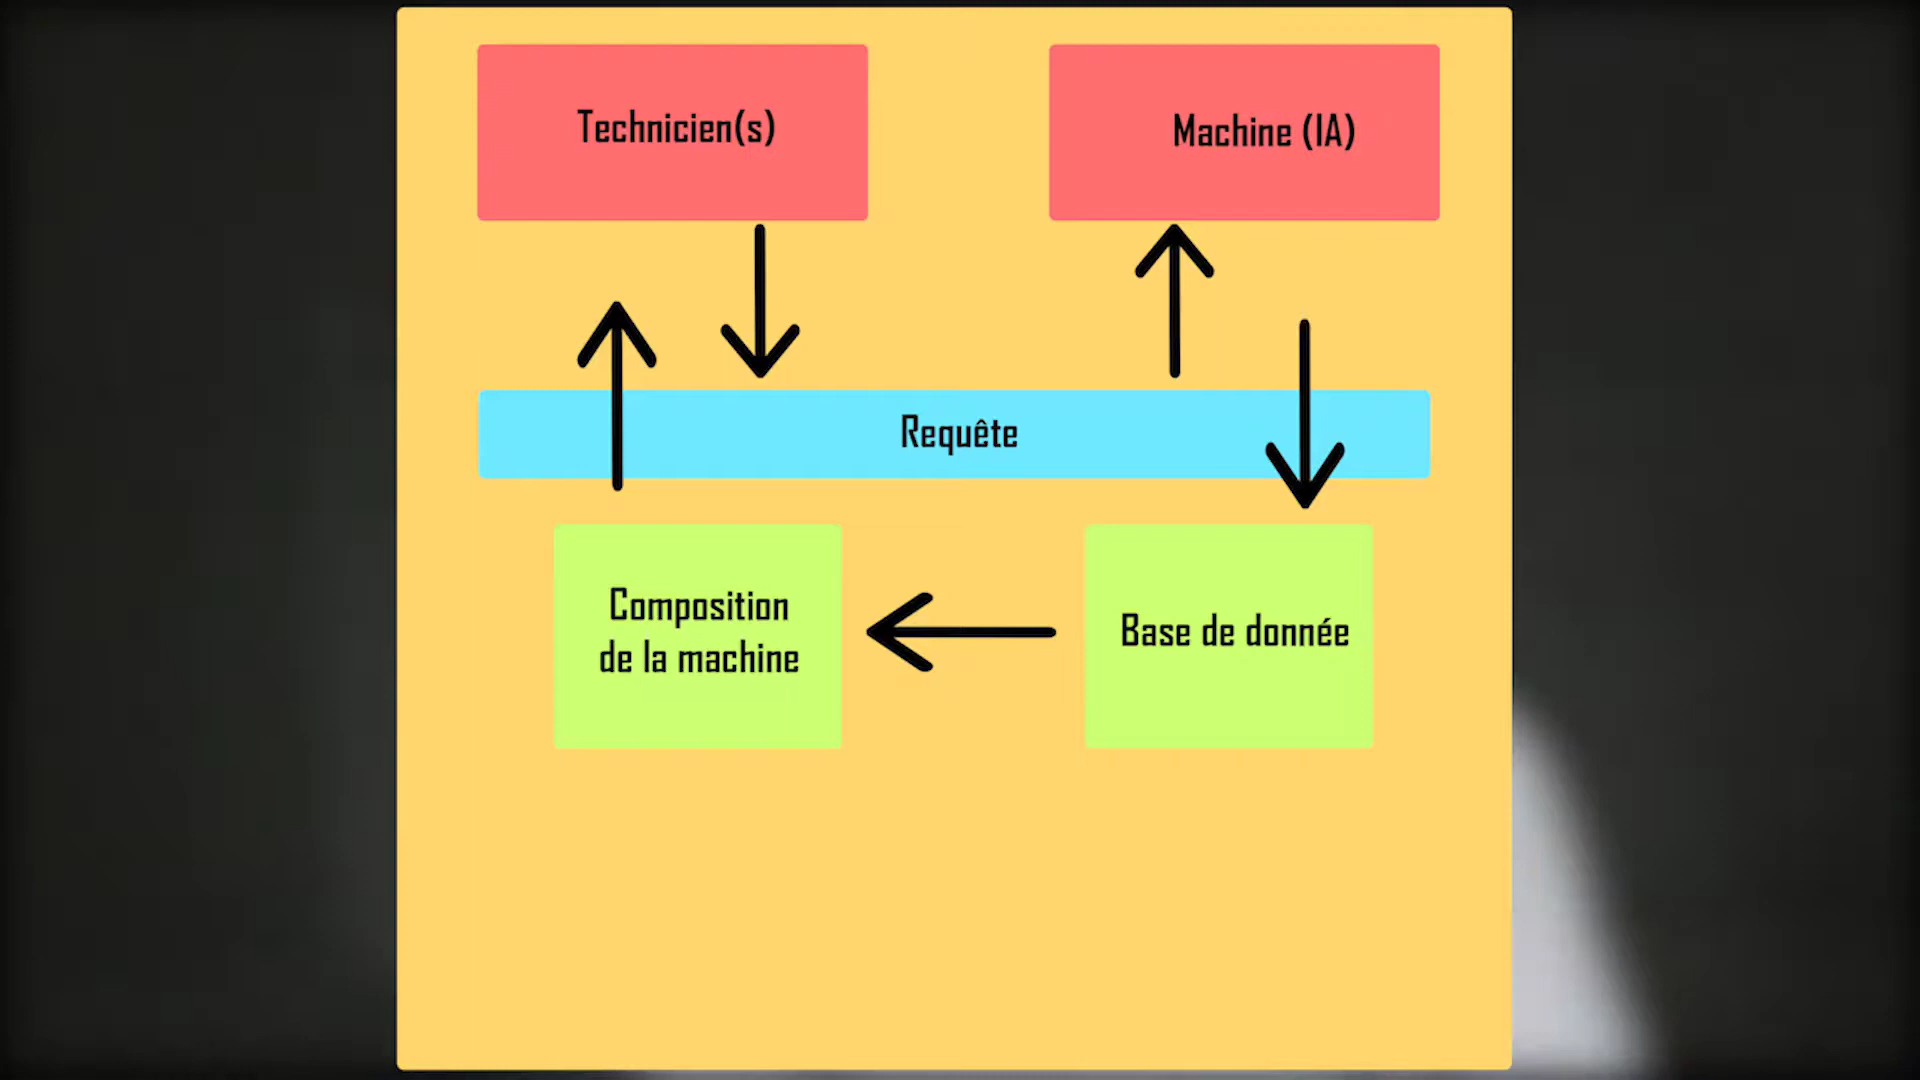 Technicien(s)
Machine (IA)
Requête
Composition
de la machine
Base de donnée